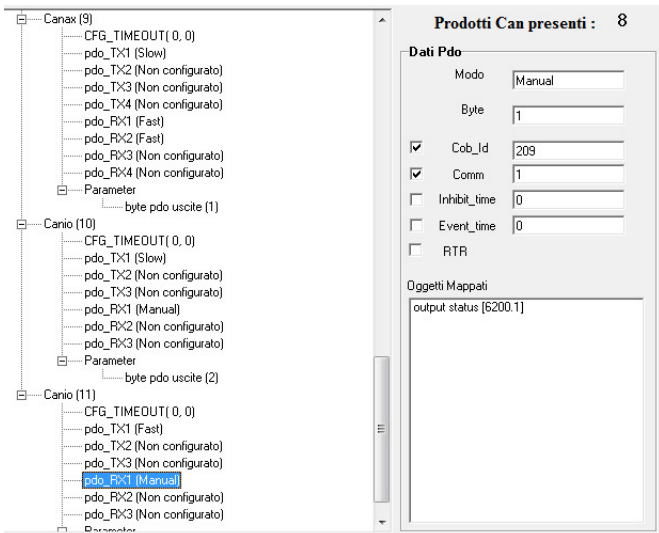 Canax (9)
CFG_TIMEOUT( 0, 0)
pdo_TX1 (Slow)
pdo_TX2 (Non configurato)
pdo_TX3 (Non configurato)
pdo_TX4 (Non configurato)
pdo_RX1 (Fast)
pdo_RX2 (Fast)
pdo_RX3 (Non configurato)
pdo_RX4 (Non configurato)
Parameter
byte pdo uscite (1)
Canio (10)
CFG_TIMEOUT( 0, 0)
pdo_TX1 (Slow)
pdo_TX2 (Non configurato)
pdo_TX3 (Non configurato)
pdo_RX1 (Manual)
pdo_RX2 (Non configurato)
pdo_RX3 (Non configurato)
Parameter
byte pdo uscite (2)
Canio (11)
CFG_TIMEOUT( 0, 0)
pdo_TX1 (Fast)
pdo_TX2 (Non configurato)
pdo_TX3 (Non configurato)
pdo_RX1 (Manual)
pdo_RX2 (Non configurato)
pdo_RX3 (Non configurato)
Parameter
Prodotti Can presenti : 8
Dati Pdo
Modo Manual
Byte 1
Cob_Id 209
Comm 1
Inhibit_time 0
Event_time 0
RTR
Oggetti Mappati
output status [6200.1]